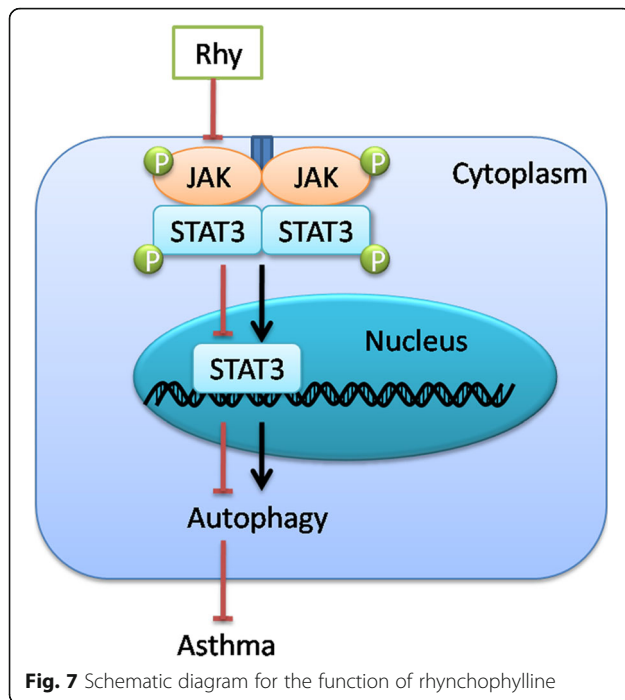 Rhy
P P
JAK JAK
Cytoplasm
STAT3 STAT3
P P
Nucleus
STAT3
Autophagy
Asthma
Fig. 7 Schematic diagram for the function of rhynchophylline